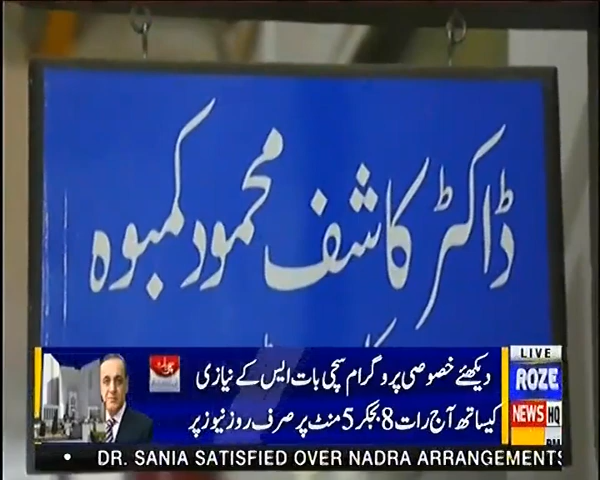 ڈاکٹر کاشف محمود کمبوہ
دیکھئے خصوصی پروگرام سچی بات ایس کے نیازی
کیساتھ آج رات 8 بجکر 5 منٹ پر صرف روز نیوز پر
LIVE
ROZE
NEWS HQ
• DR. SANIA SATISFIED OVER NADRA ARRANGEMENTS